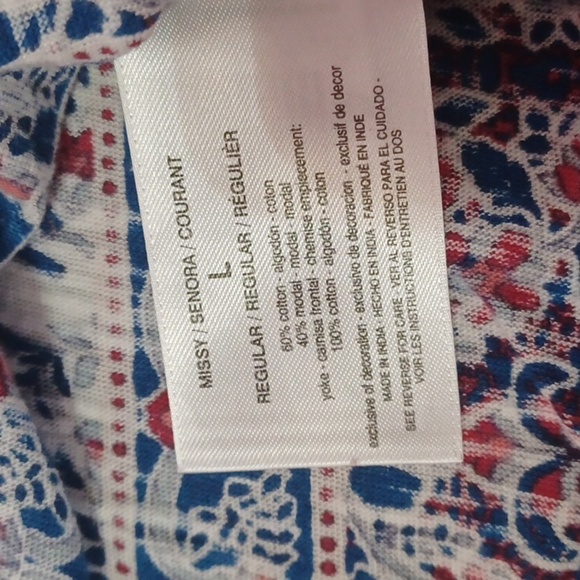 MISSY / SENORA / COURANT
L
REGULAR / REGULAR / RÉGULIÈR
60% cotton - algodón - coton
40% modal - modal - modal
yoke - camisa frontal - chemise emplecement:
100% cotton - algodón - coton
exclusive of decoration - exclusivo de decoración - exclusif de decor
MADE IN INDIA - HECHO EN INDIA - FABRIQUÉ EN INDE
SEE REVERSE FOR CARE - VER AL REVERSO PARA EL CUIDADO -
VOIR LES INSTRUCTIONS D'ENTRETIEN AU DOS